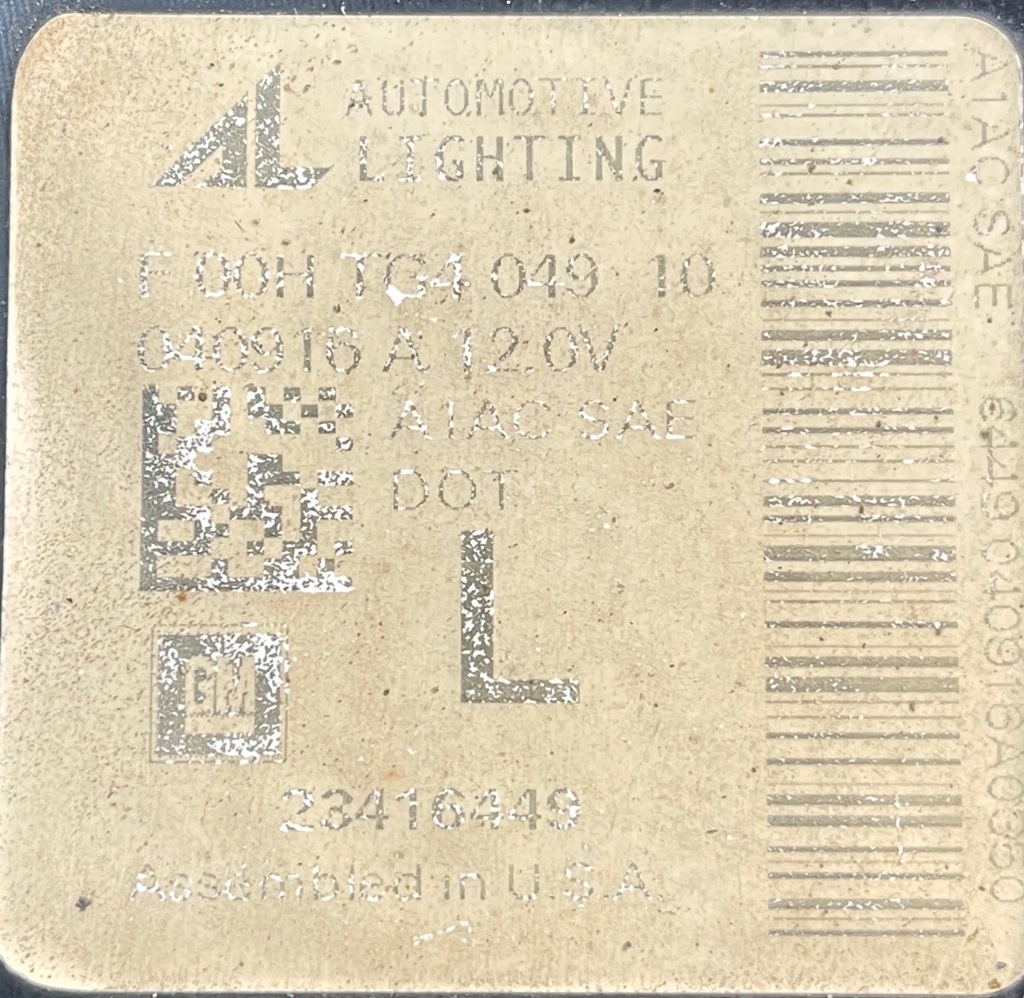 AL
AUTOMOTIVE
LIGHTING
F 00H TG4 049 10
040916 A 12.0V
A1AC SAE
DOT
L
GM
23416449
Assembled in U.S.A.
A1AC SAE